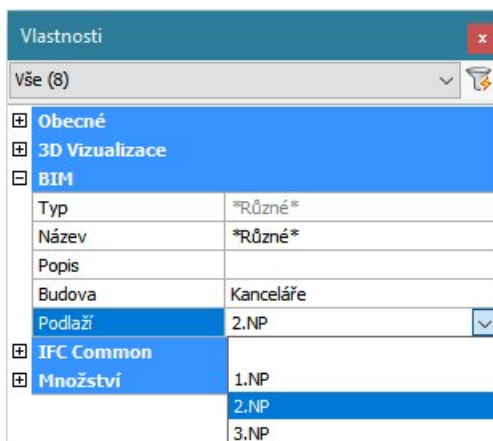 Vlastnosti x
Vše (8)
Obecné
3D Vizualizace
BIM
Typ *Různé*
Název *Různé*
Popis
Budova Kanceláře
Podlaží 2.NP
IFC Common
Množství 1.NP
2.NP
3.NP